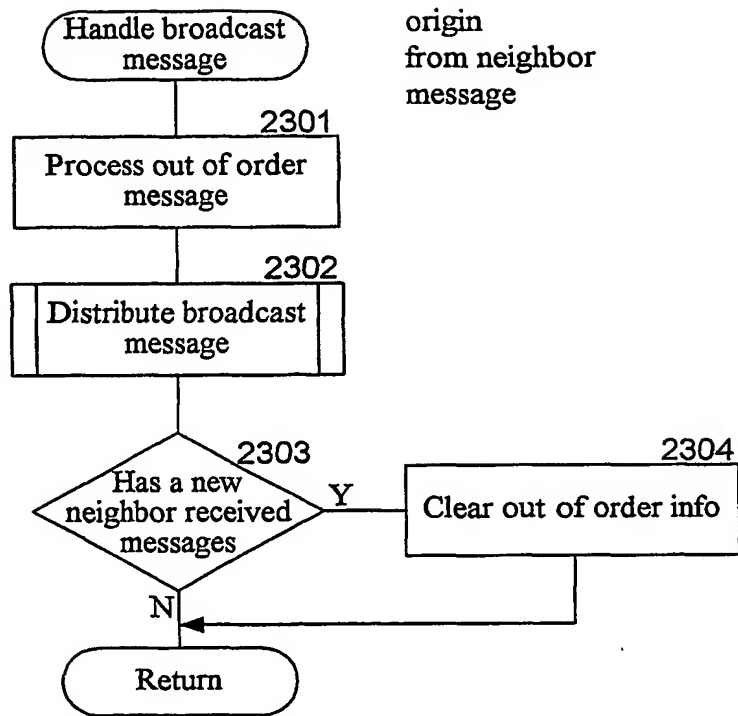 Handle broadcast
message
origin
from neighbor
message
2301
Process out of order
message
2302
Distribute broadcast
message
2303
Has a new
neighbor received
messages
Y
N
2304
Clear out of order info
Return